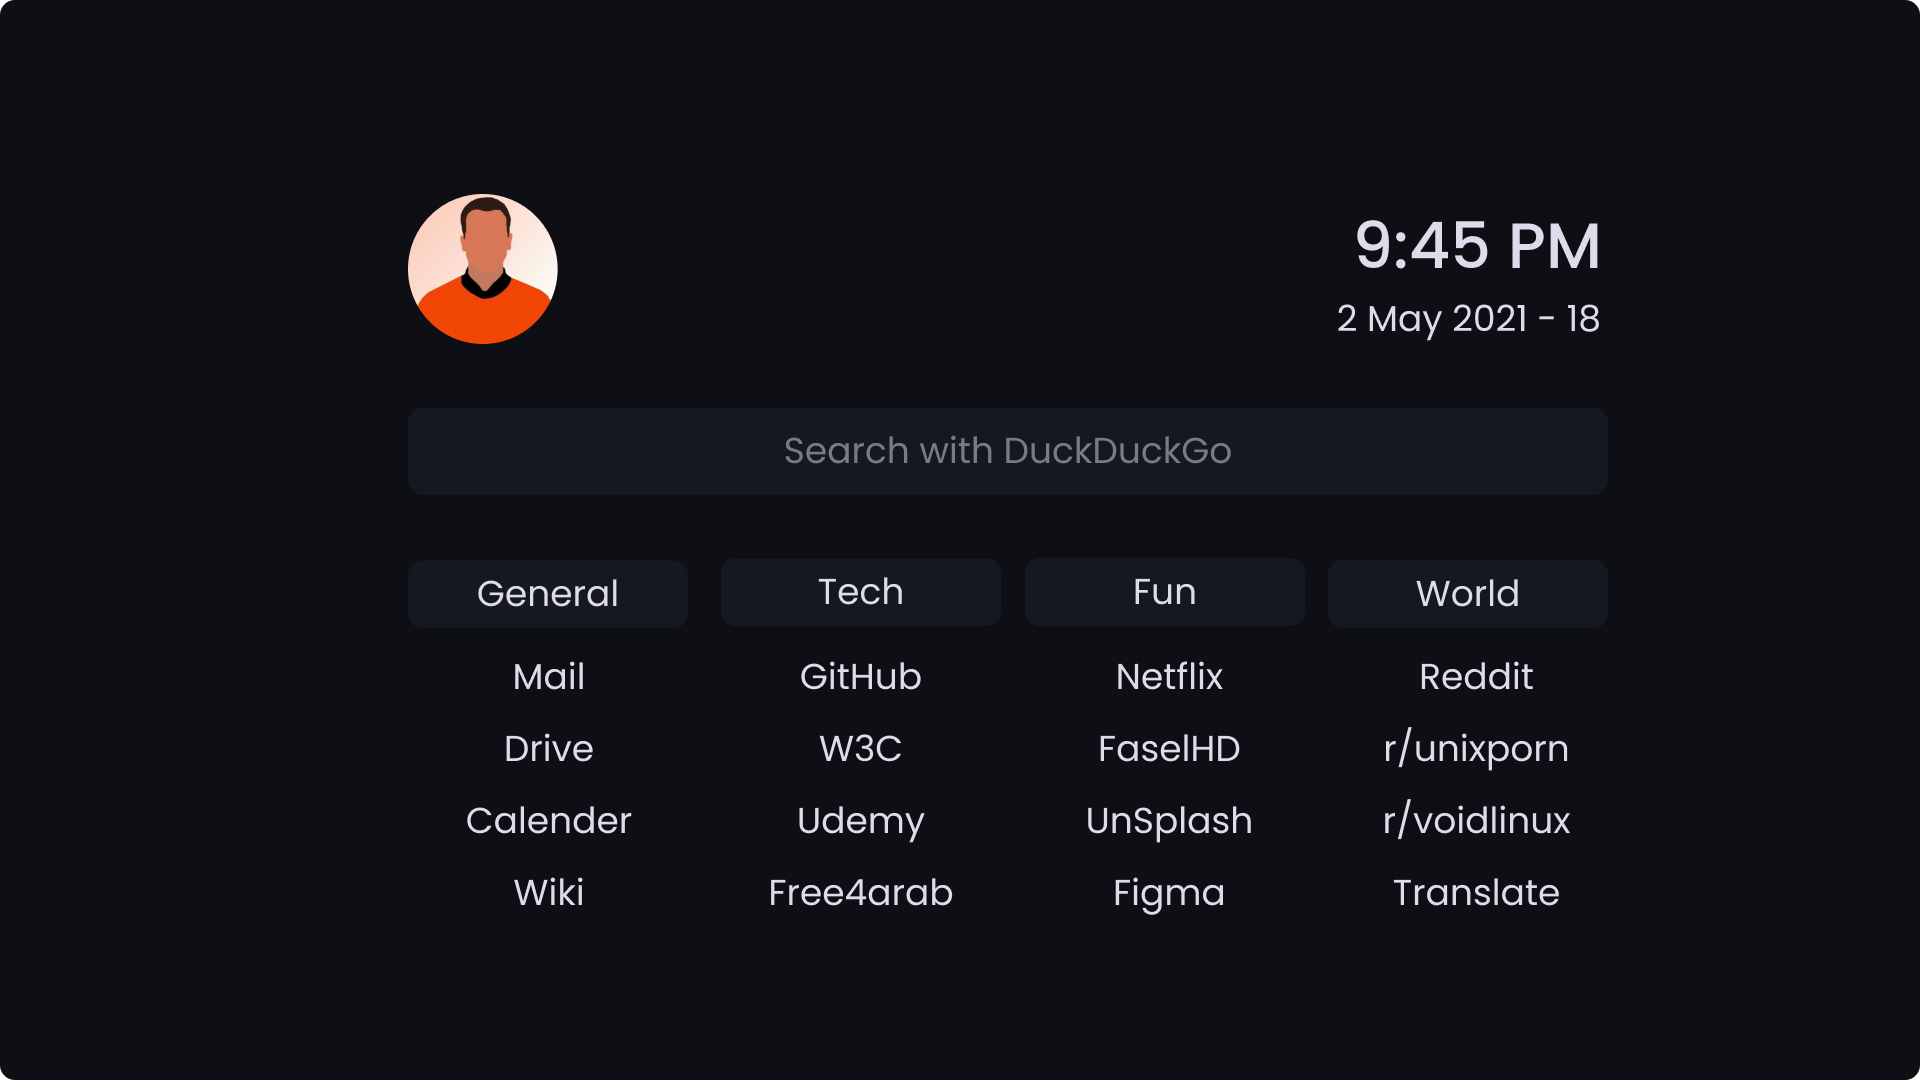 9:45 PM
2 May 2021 - 18
Search with DuckDuckGo
General
Tech
Fun
World
Mail
GitHub
Netflix
Reddit
Drive
W3C
FaselHD
r/unixporn
Calender
Udemy
UnSplash
r/voidlinux
Wiki
Free4arab
Figma
Translate